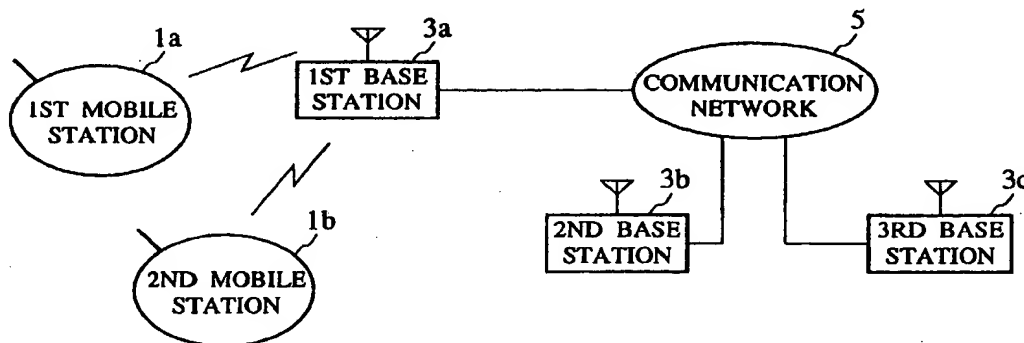 1a
1ST MOBILE
STATION
3a
1ST BASE
STATION
5
COMMUNICATION
NETWORK
1b
2ND MOBILE
STATION
3b
2ND BASE
STATION
3c
3RD BASE
STATION